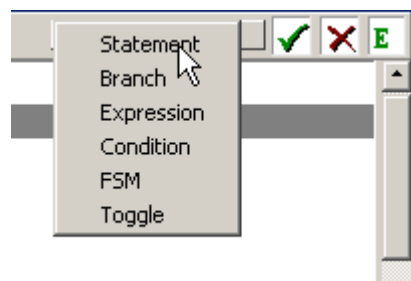 Statement
E
Branch
Expression
Condition
FSM
Toggle